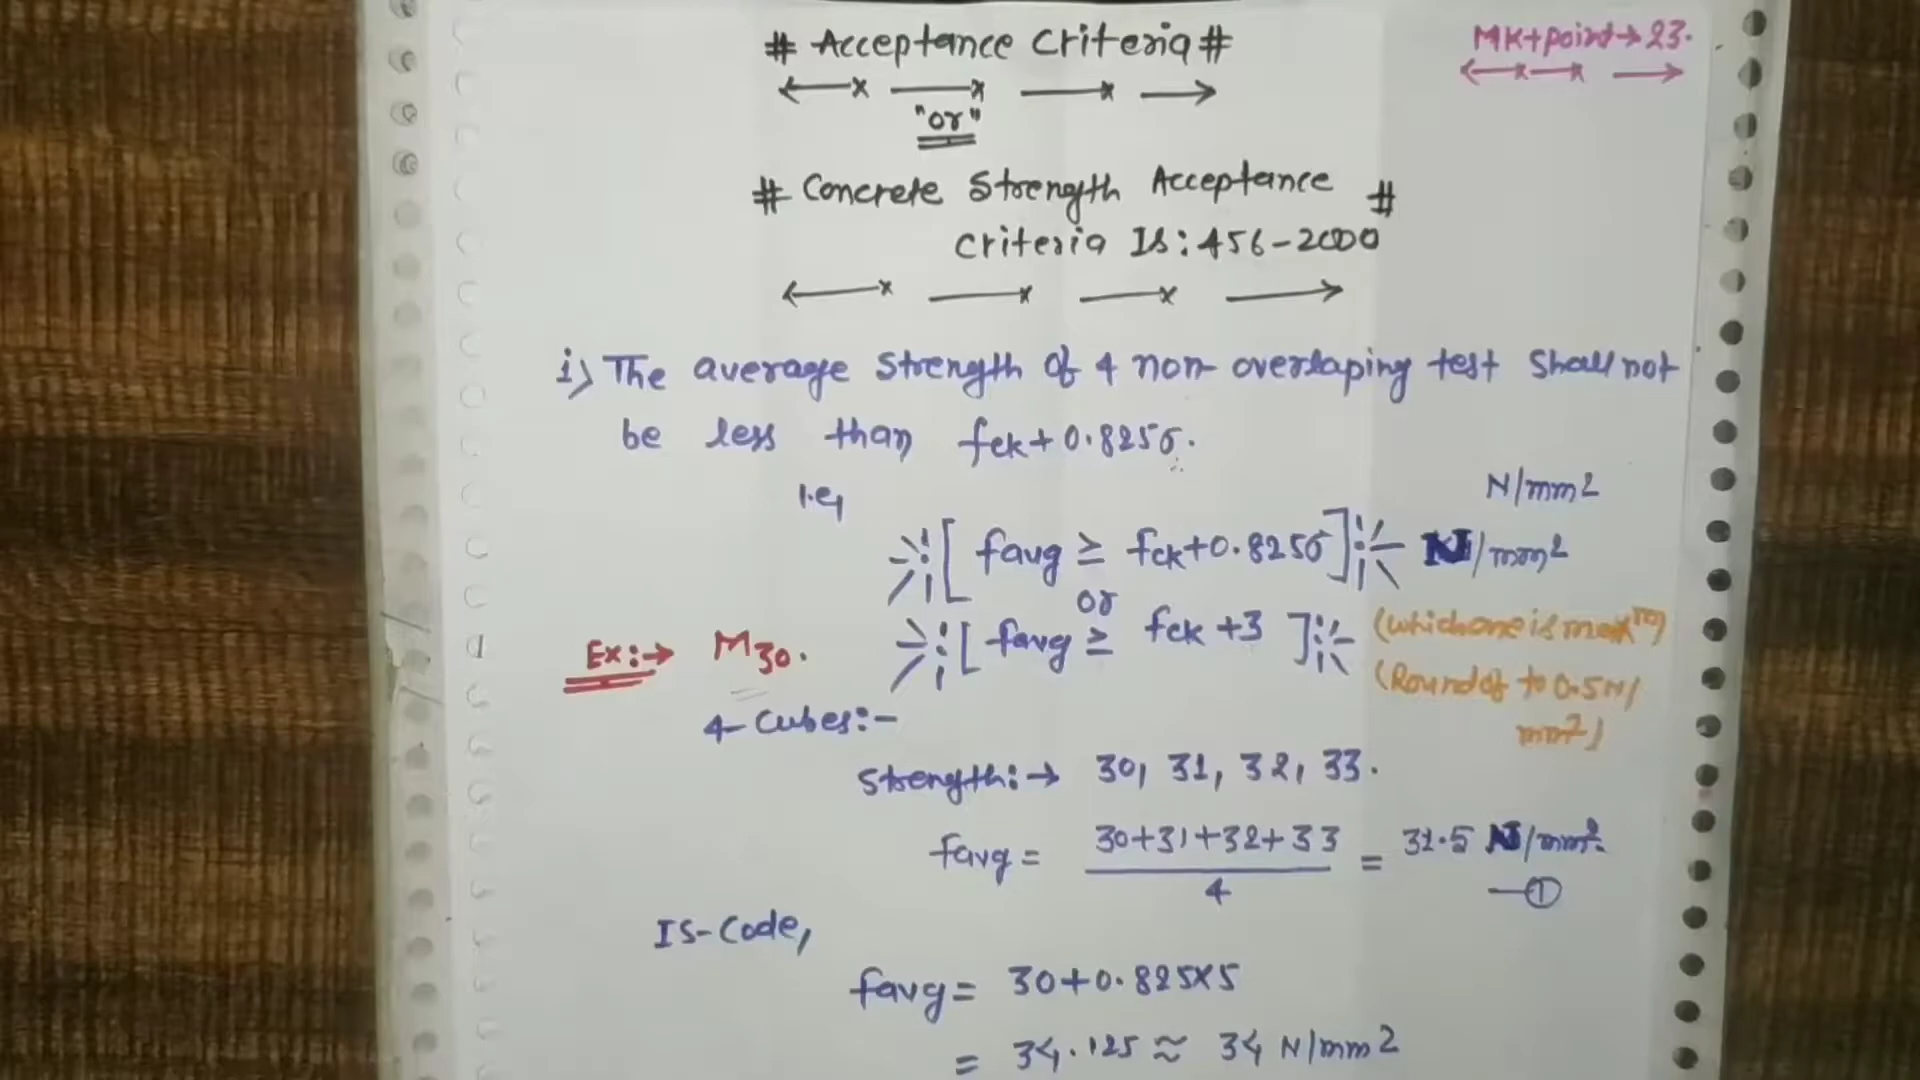 # Acceptance Criteria #
MK+point→23.
"or"
# Concrete Strength Acceptance #
Criteria IS:456-2000
i) The average strength of 4 non-overlaping test shall not
be less than fck+0.825σ.
i.e,
N/mm2
[favg ≥ fck+0.825σ] N/mm2
or
[favg ≥ fck+3] (which one is maxm)
(Round of to 0.5N/
mm2)
Ex:→ M30.
4-Cubes:-
Strength:→ 30, 31, 32, 33.
favg = 30+31+32+33 / 4 = 31.5 N/mm2
—①
IS-Code,
favg = 30+0.825×5
= 34.125 ≈ 34 N/mm2